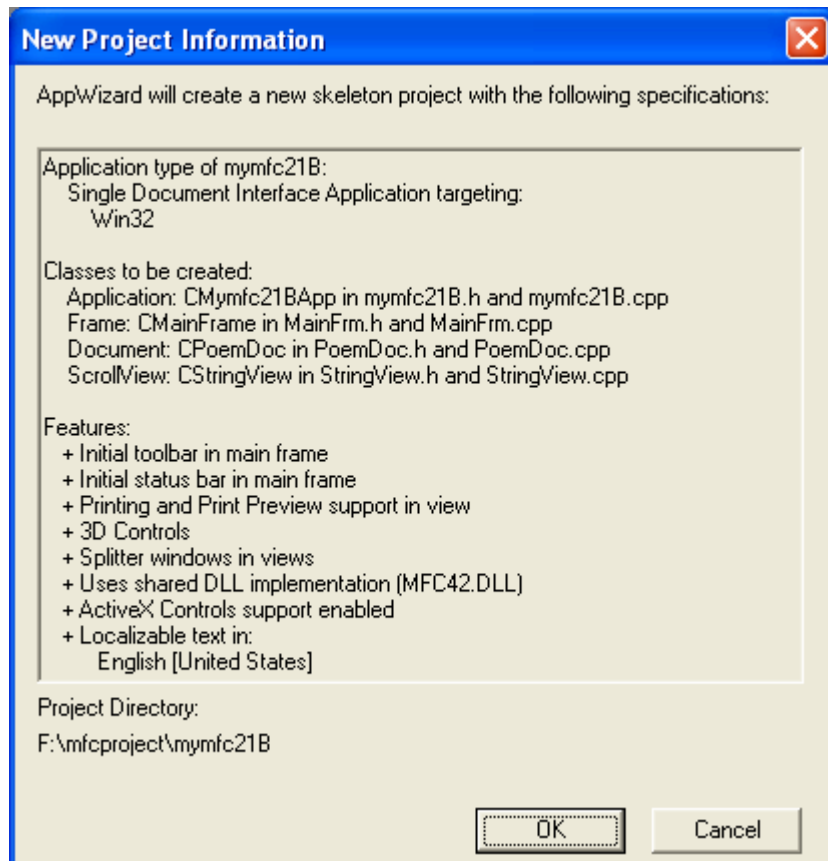 New Project Information
AppWizard will create a new skeleton project with the following specifications:
Application type of mymfc21B:
Single Document Interface Application targeting:
Win32
Classes to be created:
Application: CMymfc21BApp in mymfc21B.h and mymfc21B.cpp
Frame: CMainFrame in MainFrm.h and MainFrm.cpp
Document: CPoemDoc in PoemDoc.h and PoemDoc.cpp
ScrollView: CStringView in StringView.h and StringView.cpp
Features:
+ Initial toolbar in main frame
+ Initial status bar in main frame
+ Printing and Print Preview support in view
+ 3D Controls
+ Splitter windows in views
+ Uses shared DLL implementation (MFC42.DLL)
+ ActiveX Controls support enabled
+ Localizable text in:
English [United States]
Project Directory:
F:\mfcproject\mymfc21B
OK Cancel